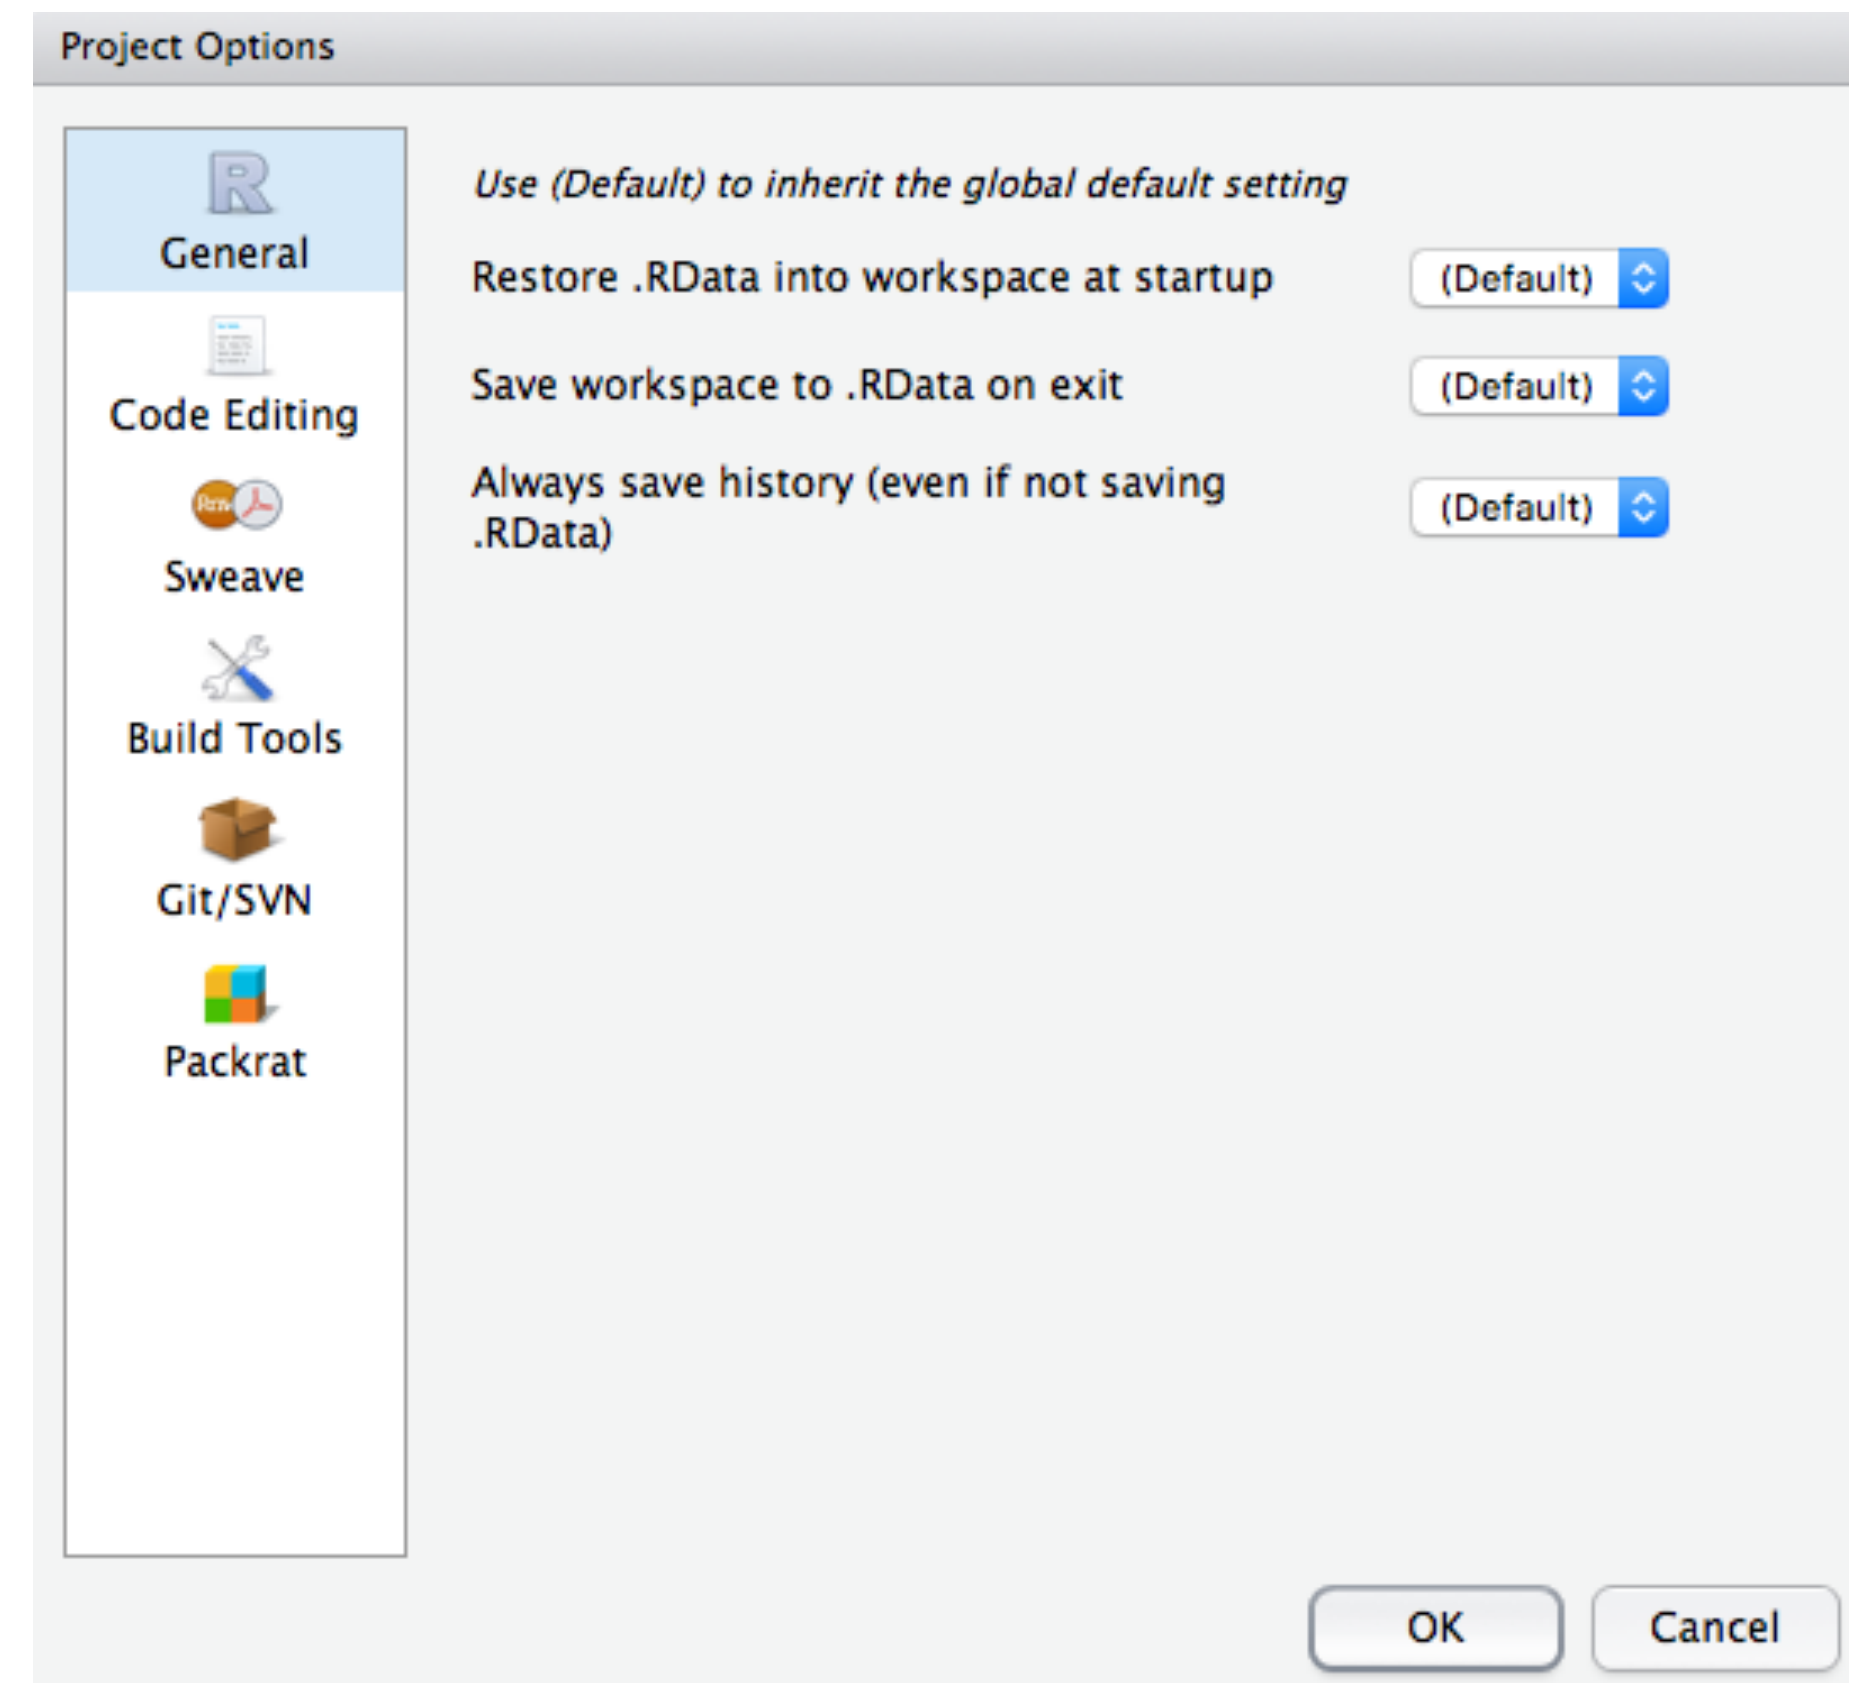 Project Options
General
Code Editing
Rnw
Sweave
Build Tools
Git/SVN
Packrat
Use (Default) to inherit the global default setting
Restore .RData into workspace at startup (Default)
Save workspace to .RData on exit (Default)
Always save history (even if not saving
.RData) (Default)
OK Cancel